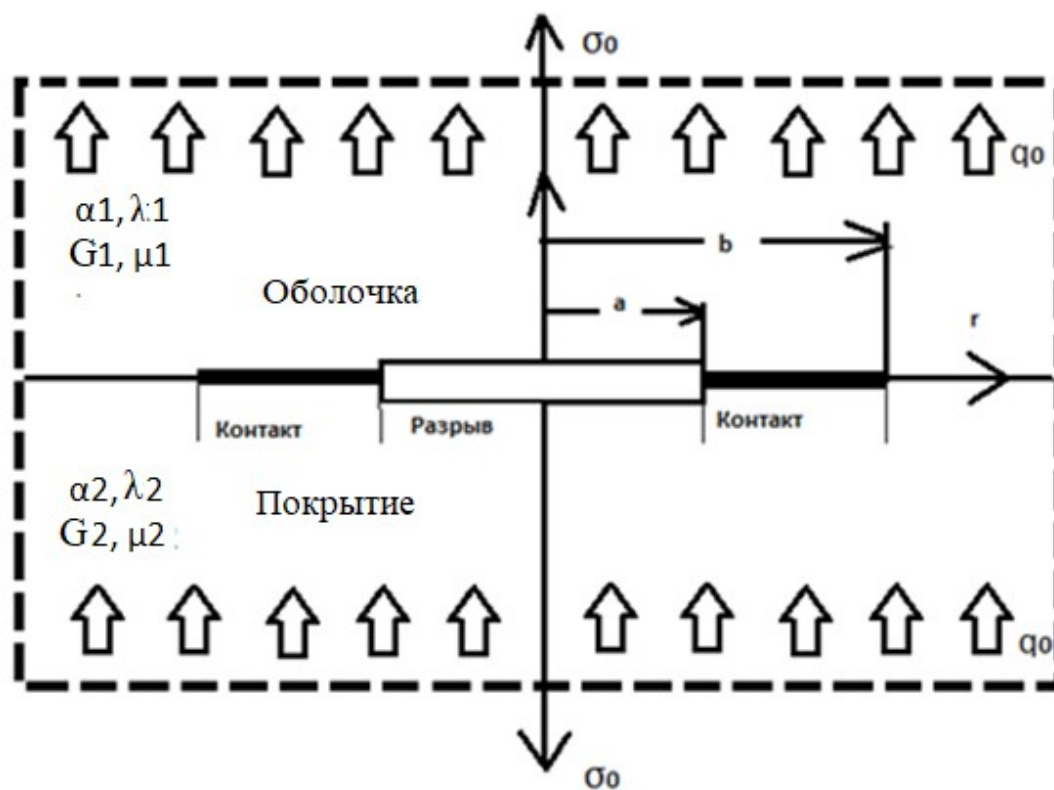 σ0
q0
α1, λ1
G1, μ1
Оболочка
b
a
r
Контакт
Разрыв
Контакт
α2, λ2
G2, μ2
Покрытие
q0
σ0